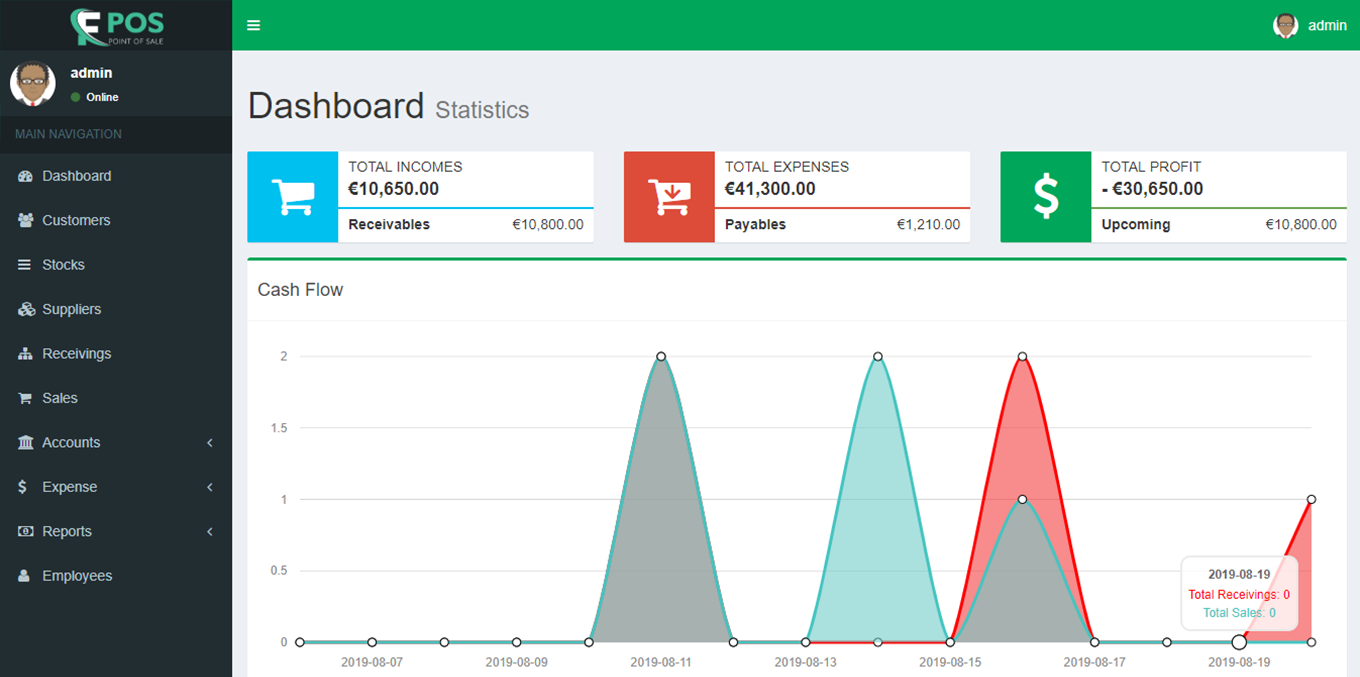 POS
POINT OF SALE
admin
admin
Online
MAIN NAVIGATION
Dashboard
Customers
Stocks
Suppliers
Receivings
Sales
Accounts
Expense
Reports
Employees
Dashboard Statistics
TOTAL INCOMES
€10,650.00
Receivables €10,800.00
TOTAL EXPENSES
€41,300.00
Payables €1,210.00
TOTAL PROFIT
- €30,650.00
Upcoming €10,800.00
Cash Flow
2
1.5
1
0.5
0
2019-08-19
Total Receivings: 0
Total Sales: 0
2019-08-07 2019-08-09 2019-08-11 2019-08-13 2019-08-15 2019-08-17 2019-08-19